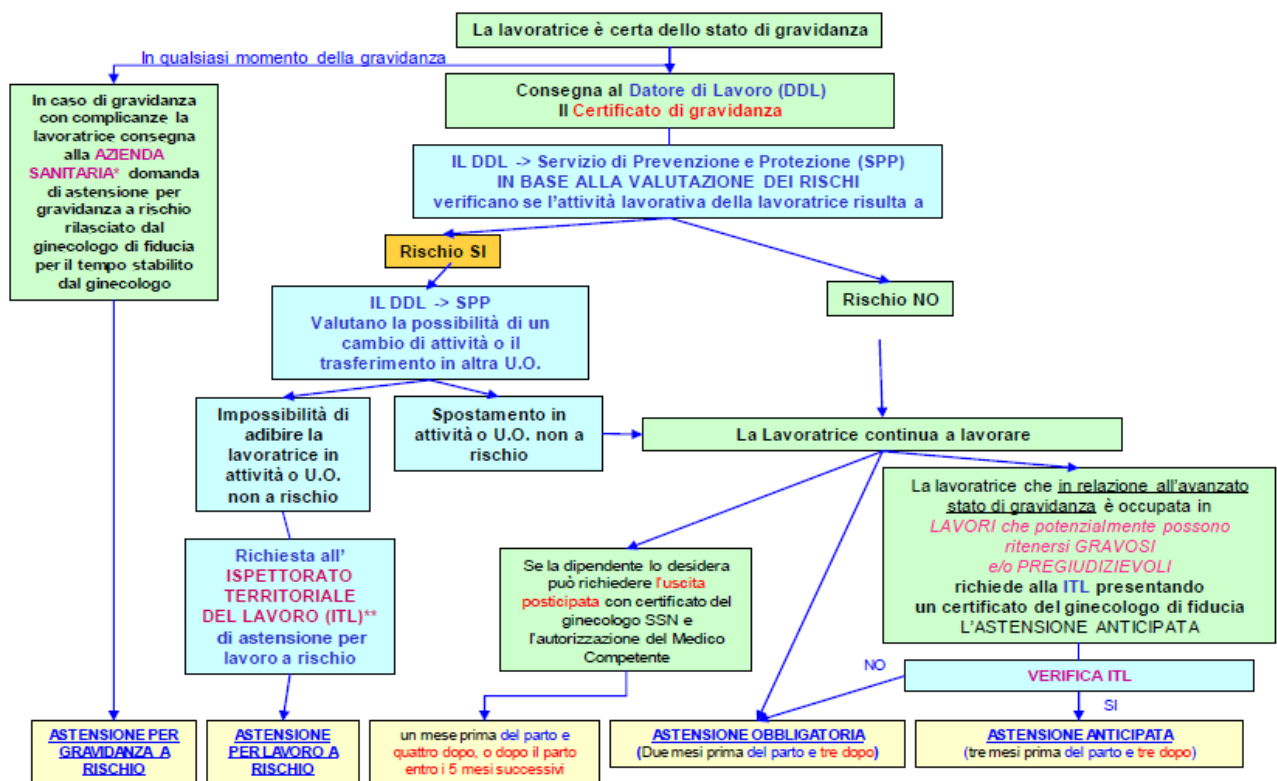 La lavoratrice è certa dello stato di gravidanza
In qualsiasi momento della gravidanza
In caso di gravidanza
con complicanze la
lavoratrice consegna
alla AZIENDA
SANITARIA* domanda
di astensione per
gravidanza a rischio
rilasciato dal
ginecologo di fiducia
per il tempo stabilito
dal ginecologo
Consegna al Datore di Lavoro (DDL)
Il Certificato di gravidanza
IL DDL -> Servizio di Prevenzione e Protezione (SPP)
IN BASE ALLA VALUTAZIONE DEI RISCHI
verificano se l'attività lavorativa della lavoratrice risulta a
Rischio SI
Rischio NO
IL DDL -> SPP
Valutano la possibilità di un
cambio di attività o il
trasferimento in altra U.O.
Impossibilità di
adibire la
lavoratrice in
attività o U.O.
non a rischio
Spostamento in
attività o U.O. non a
rischio
La Lavoratrice continua a lavorare
Richiesta all'
ISPETTORATO
TERRITORIALE
DEL LAVORO (ITL)**
di astensione per
lavoro a rischio
Se la dipendente lo desidera
può richiedere l'uscita
posticipata con certificato del
ginecologo SSN e
l'autorizzazione del Medico
Competente
La lavoratrice che in relazione all'avanzato
stato di gravidanza è occupata in
LAVORI che potenzialmente possono
ritenersi GRAVOSI
e/o PREGIUDIZIEVOLI
richiede alla ITL presentando
un certificato del ginecologo di fiducia
L'ASTENSIONE ANTICIPATA
NO
VERIFICA ITL
SI
ASTENSIONE PER
GRAVIDANZA A
RISCHIO
ASTENSIONE
PER LAVORO A
RISCHIO
un mese prima del parto e
quattro dopo, o dopo il parto
entro i 5 mesi successivi
ASTENSIONE OBBLIGATORIA
(Due mesi prima del parto e tre dopo)
ASTENSIONE ANTICIPATA
(tre mesi prima del parto e tre dopo)